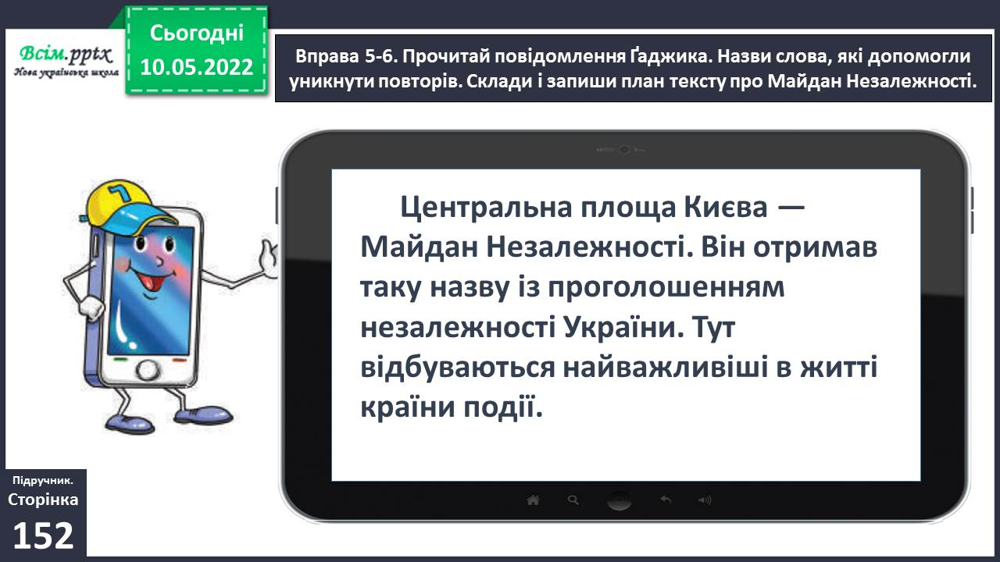 Всім.pptx
Нова українська школа
Сьогодні
10.05.2022
Вправа 5-6. Прочитай повідомлення Ґаджика. Назви слова, які допомогли
уникнути повторів. Склади і запиши план тексту про Майдан Незалежності.
Центральна площа Києва —
Майдан Незалежності. Він отримав
таку назву із проголошенням
незалежності України. Тут
відбуваються найважливіші в житті
країни події.
Підручник.
Сторінка
152